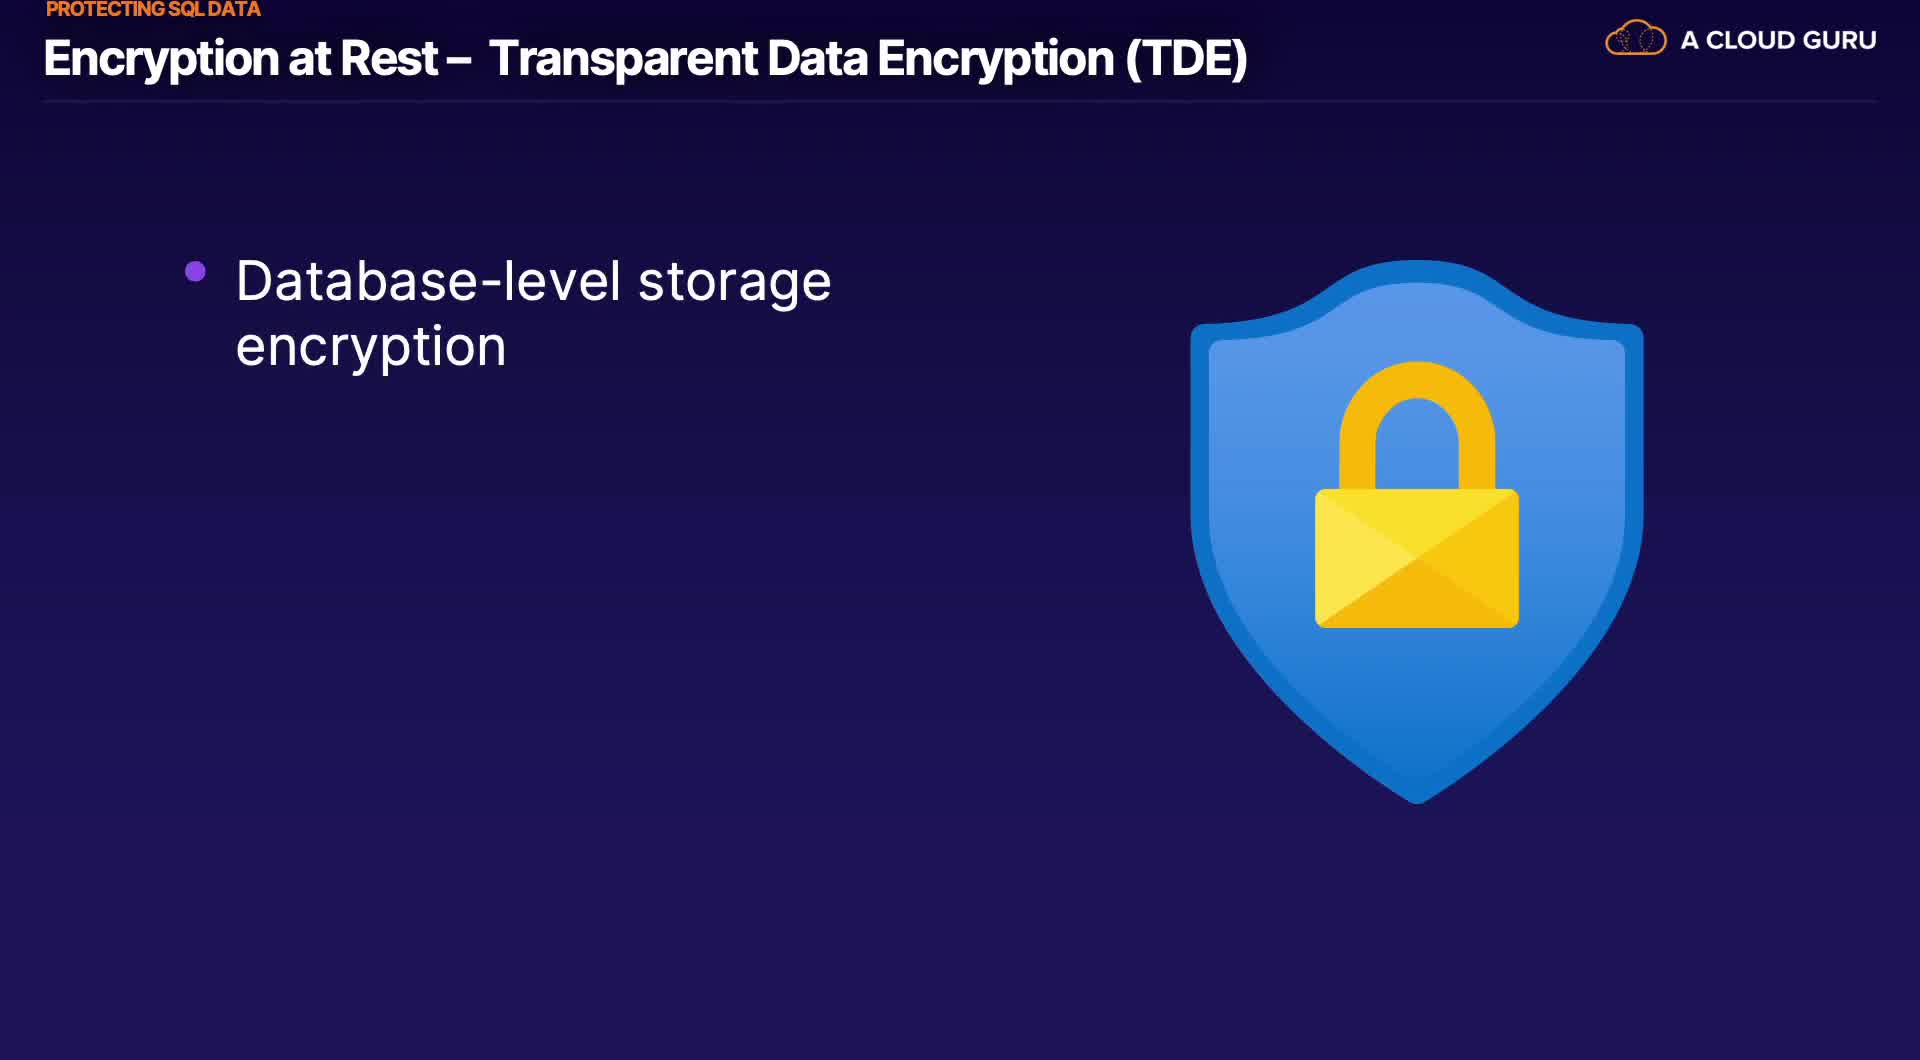 PROTECTING SQL DATA
Encryption at Rest – Transparent Data Encryption (TDE)
A CLOUD GURU
Database-level storage
encryption